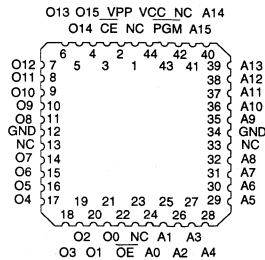 O13 O15 VPP VCC NC A14
O14 CE NC PGM A15
6 4 2 44 42 40
5 3 1 43 41
O12 7 39 A13
O11 8 38 A12
O10 9 37 A11
O9 10 36 A10
O8 11 35 A9
GND 12 34 GND
NC 13 33 NC
O7 14 32 A8
O6 15 31 A7
O5 16 30 A6
O4 17 29 A5
19 21 23 25 27
18 20 22 24 26 28
O2 O0 NC A1 A3
O3 O1 OE A0 A2 A4